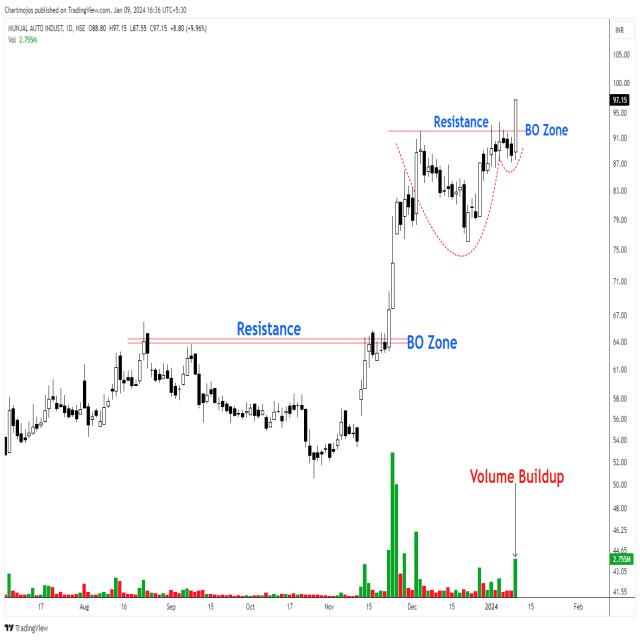 Chartmojos published on TradingView.com, Jan 09, 2024 16:36 UTC+5:30
MUNJAL AUTO INDUST, 1D, NSE O88.80 H97.15 L87.55 C97.15 +8.80 (+9.96%)
Vol 2.755M
INR
105.00
100.00
97.15
95.00
91.00
87.00
83.00
79.00
75.00
71.00
67.00
64.00
61.00
58.00
56.00
54.00
52.00
50.00
48.00
46.25
44.65
2.755M
43.05
41.55
Resistance
BO Zone
Resistance
BO Zone
Volume Buildup
17 Aug 16 Sep 15 Oct 17 Nov 15 Dec 15 2024 15 Feb
TradingView